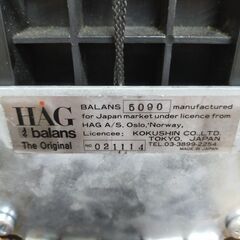 HAG
balans
The Original
BALANS 5090 manufactured
for Japan market under licence from
HAG A/S, Oslo, Norway.
Licencee: KOKUSHIN CO., LTD.
TOKYO, JAPAN
NO 021114
TEL.03-3899-2254
MADE IN JAPAN